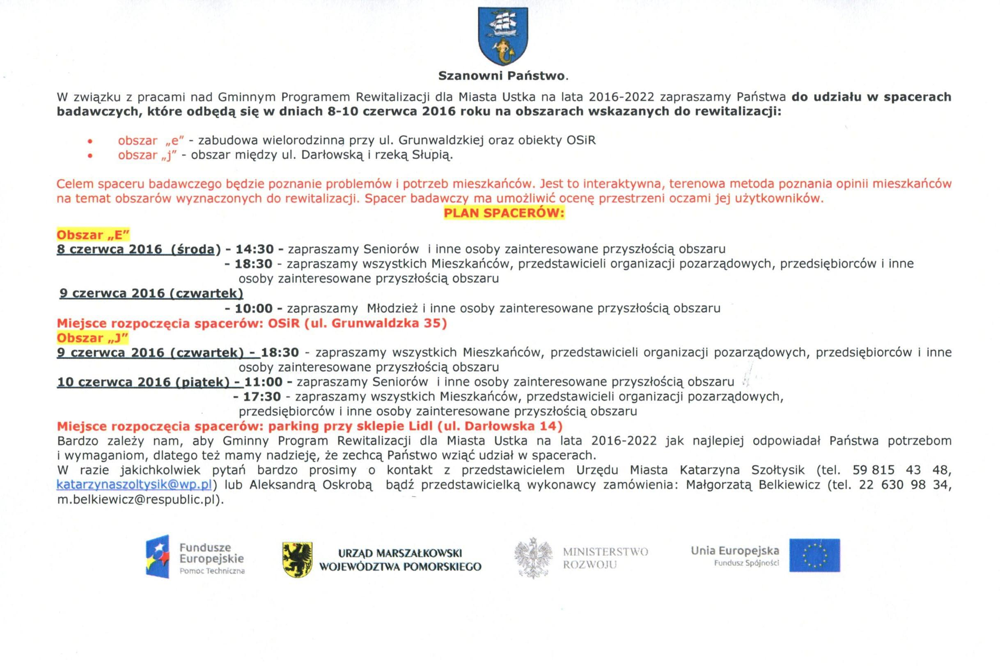 Szanowni Państwo.
W związku z pracami nad Gminnym Programem Rewitalizacji dla Miasta Ustka na lata 2016-2022 zapraszamy Państwa do udziału w spacerach
badawczych, które odbędą się w dniach 8-10 czerwca 2016 roku na obszarach wskazanych do rewitalizacji:
• obszar „e” - zabudowa wielorodzinną przy ul. Grunwaldzkiej oraz obiekty OSiR
• obszar „j” - obszar między ul. Darłowską i rzeką Słupią.
Celem spaceru badawczego będzie poznanie problemów i potrzeb mieszkańców. Jest to interaktywna, terenowa metoda poznania opinii mieszkańców
na temat obszarów wyznaczonych do rewitalizacji. Spacer badawczy ma umożliwić ocenę przestrzeni oczami jej użytkowników.
PLAN SPACERÓW:
Obszar „E”
8 czerwca 2016 (środa) - 14:30 - zapraszamy Seniorów i inne osoby zainteresowane przyszłością obszaru
- 18:30 - zapraszamy wszystkich Mieszkańców, przedstawicieli organizacji pozarządowych, przedsiębiorców i inne
osoby zainteresowane przyszłością obszaru
9 czerwca 2016 (czwartek)
- 10:00 - zapraszamy Młodzież i inne osoby zainteresowane przyszłością obszaru
Miejsce rozpoczęcia spacerów: OSiR (ul. Grunwaldzka 35)
Obszar „J”
9 czerwca 2016 (czwartek) - 18:30 - zapraszamy wszystkich Mieszkańców, przedstawicieli organizacji pozarządowych, przedsiębiorców i inne
osoby zainteresowane przyszłością obszaru
10 czerwca 2016 (piątek) - 11:00 - zapraszamy Seniorów i inne osoby zainteresowane przyszłością obszaru
- 17:30 - zapraszamy wszystkich Mieszkańców, przedstawicieli organizacji pozarządowych,
przedsiębiorców i inne osoby zainteresowane przyszłością obszaru
Miejsce rozpoczęcia spacerów: parking przy sklepie Lidl (ul. Darłowska 14)
Bardzo zależy nam, aby Gminny Program Rewitalizacji dla Miasta Ustka na lata 2016-2022 jak najlepiej odpowiadał Państwa potrzebom
i wymaganiom, dlatego też mamy nadzieję, że zechcą Państwo wziąć udział w spacerach.
W razie jakichkolwiek pytań bardzo prosimy o kontakt z przedstawicielem Urzędu Miasta Katarzyna Szołtysik (tel. 59 815 43 48,
katarzynaszoltysik@wp.pl) lub Aleksandrą Oskrobą bądź przedstawicielką wykonawcy zamówienia: Małgorzatą Belkiewicz (tel. 22 630 98 34,
m.belkiewicz@respublic.pl).
Fundusze
Europejskie
Pomoc Techniczna
URZĄD MARSZAŁKOWSKI
WOJEWÓDZTWA POMORSKIEGO
MINISTERSTWO
ROZWOJU
Unia Europejska
Fundusz Spójności